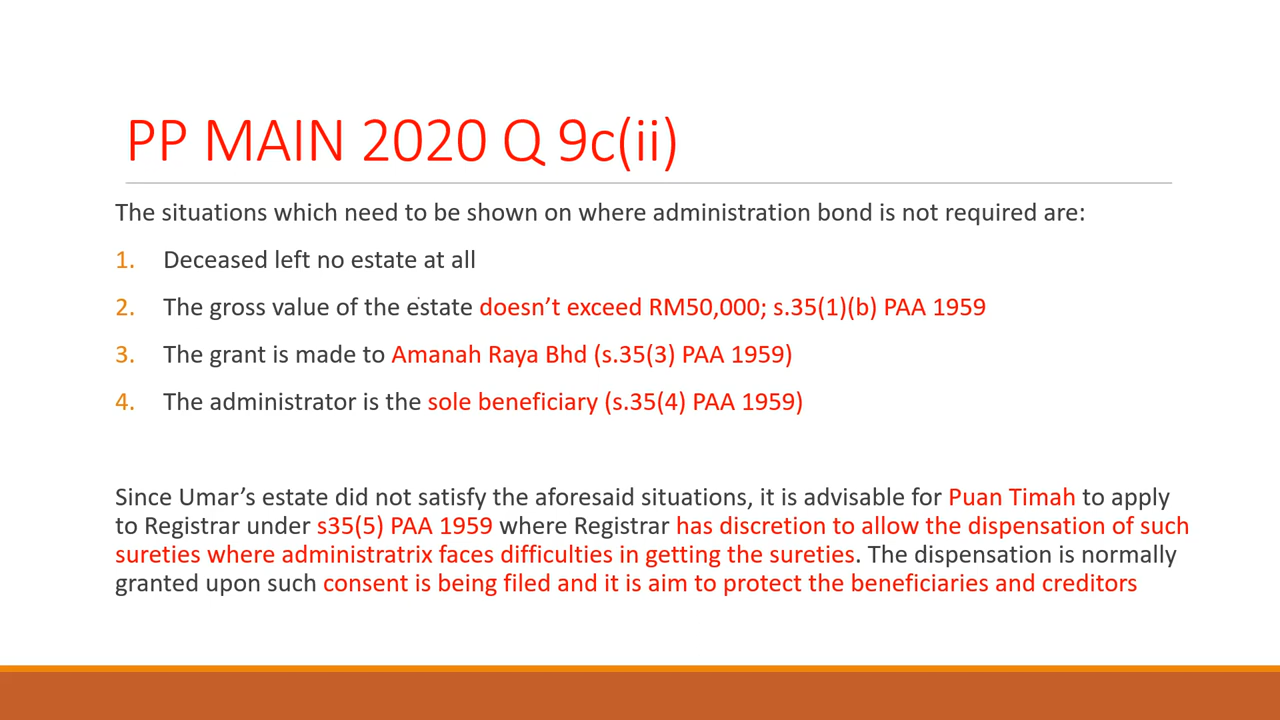 PP MAIN 2020 Q 9c(ii)
The situations which need to be shown on where administration bond is not required are:
1. Deceased left no estate at all
2. The gross value of the estate doesn’t exceed RM50,000; s.35(1)(b) PAA 1959
3. The grant is made to Amanah Raya Bhd (s.35(3) PAA 1959)
4. The administrator is the sole beneficiary (s.35(4) PAA 1959)
Since Umar’s estate did not satisfy the aforesaid situations, it is advisable for Puan Timah to apply
to Registrar under s35(5) PAA 1959 where Registrar has discretion to allow the dispensation of such
sureties where administratrix faces difficulties in getting the sureties. The dispensation is normally
granted upon such consent is being filed and it is aim to protect the beneficiaries and creditors